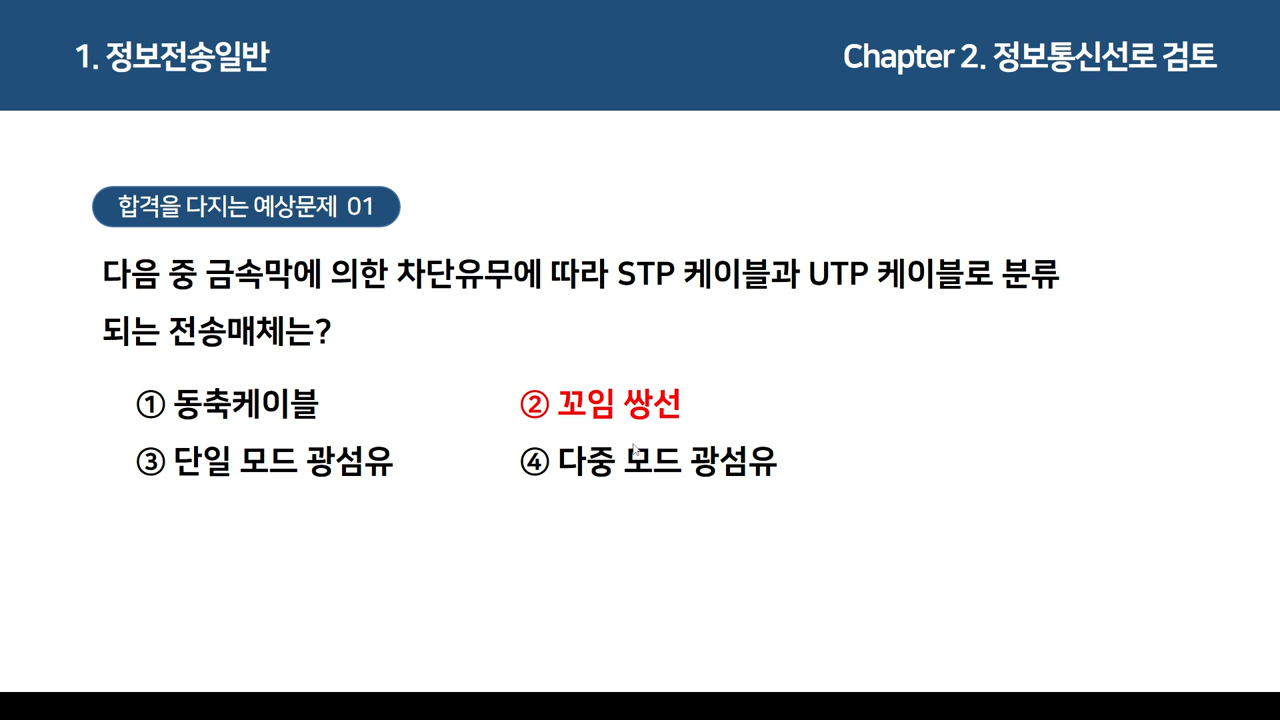 1. 정보전송일반
Chapter 2. 정보통신선로 검토
합격을 다지는 예상문제 01
다음 중 금속막에 의한 차단유무에 따라 STP 케이블과 UTP 케이블로 분류
되는 전송매체는?
① 동축케이블
② 꼬임 쌍선
③ 단일 모드 광섬유
④ 다중 모드 광섬유